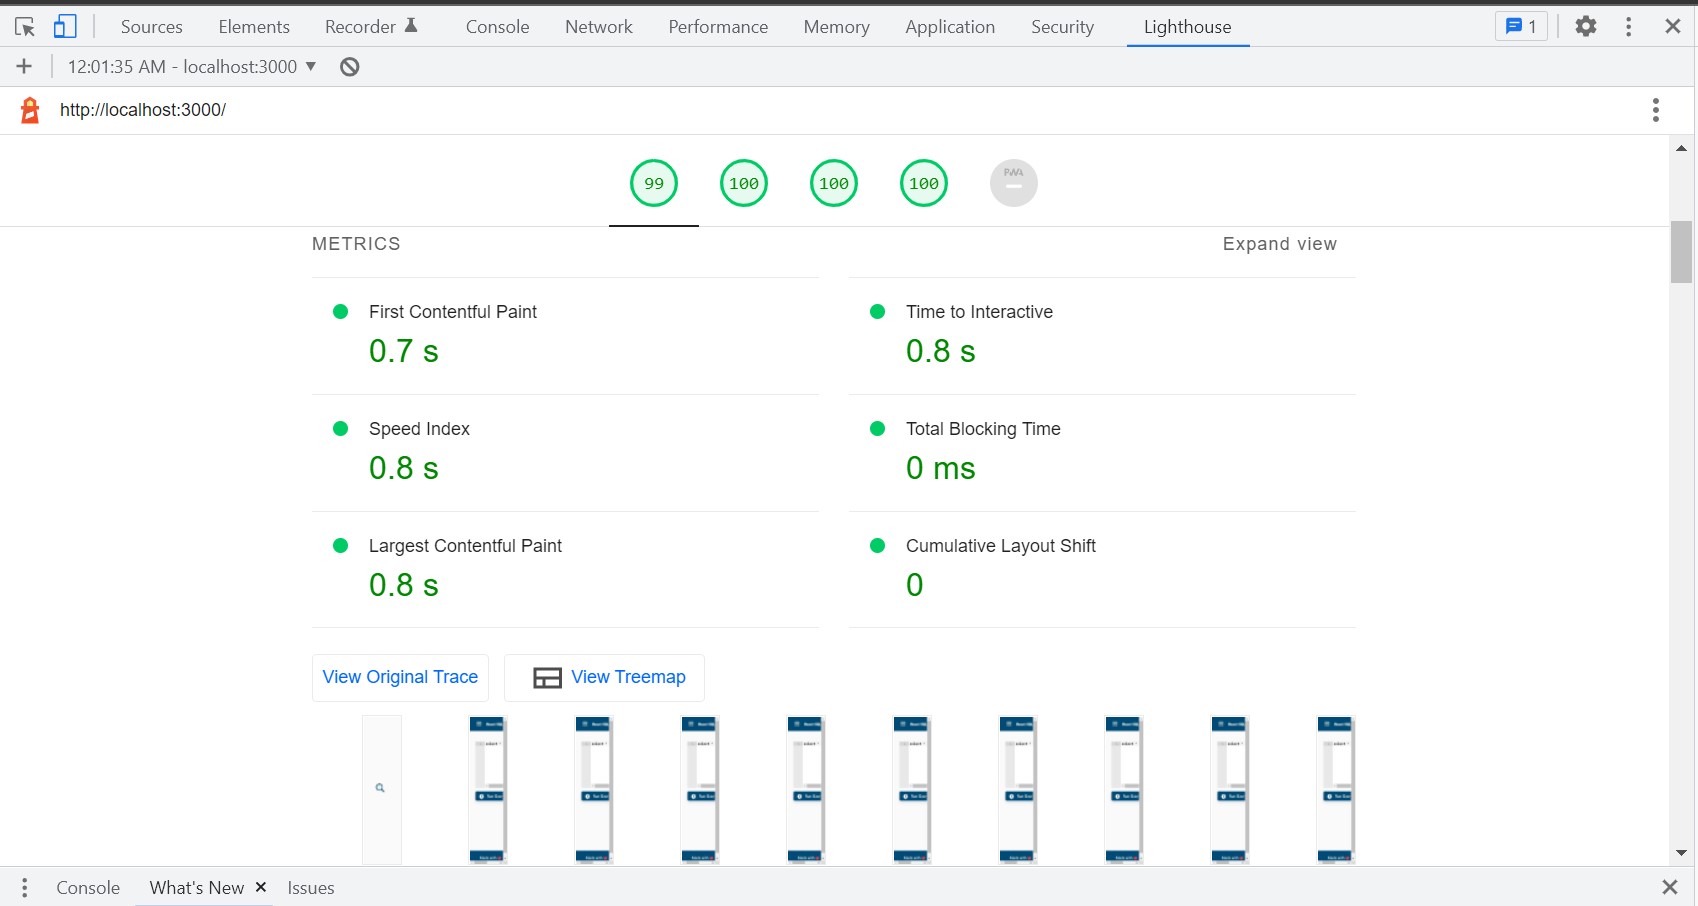 Sources Elements Recorder Console Network Performance Memory Application Security Lighthouse 1
12:01:35 AM - localhost:3000
http://localhost:3000/
99 100 100 100 PWA
METRICS Expand view
First Contentful Paint Time to Interactive
0.7 s 0.8 s
Speed Index Total Blocking Time
0.8 s 0 ms
Largest Contentful Paint Cumulative Layout Shift
0.8 s 0
View Original Trace View Treemap
Console What's New Issues